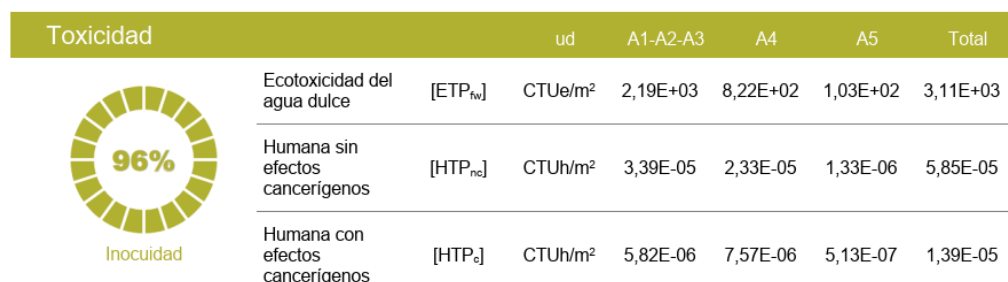 Toxicidad ud A1-A2-A3 A4 A5 Total
Ecotoxicidad del
agua dulce [ETPfw] CTUe/m² 2,19E+03 8,22E+02 1,03E+02 3,11E+03
96%
Inocuidad
Humana sin
efectos
cancerígenos [HTPnc] CTUh/m² 3,39E-05 2,33E-05 1,33E-06 5,85E-05
Humana con
efectos
cancerígenos [HTPc] CTUh/m² 5,82E-06 7,57E-06 5,13E-07 1,39E-05